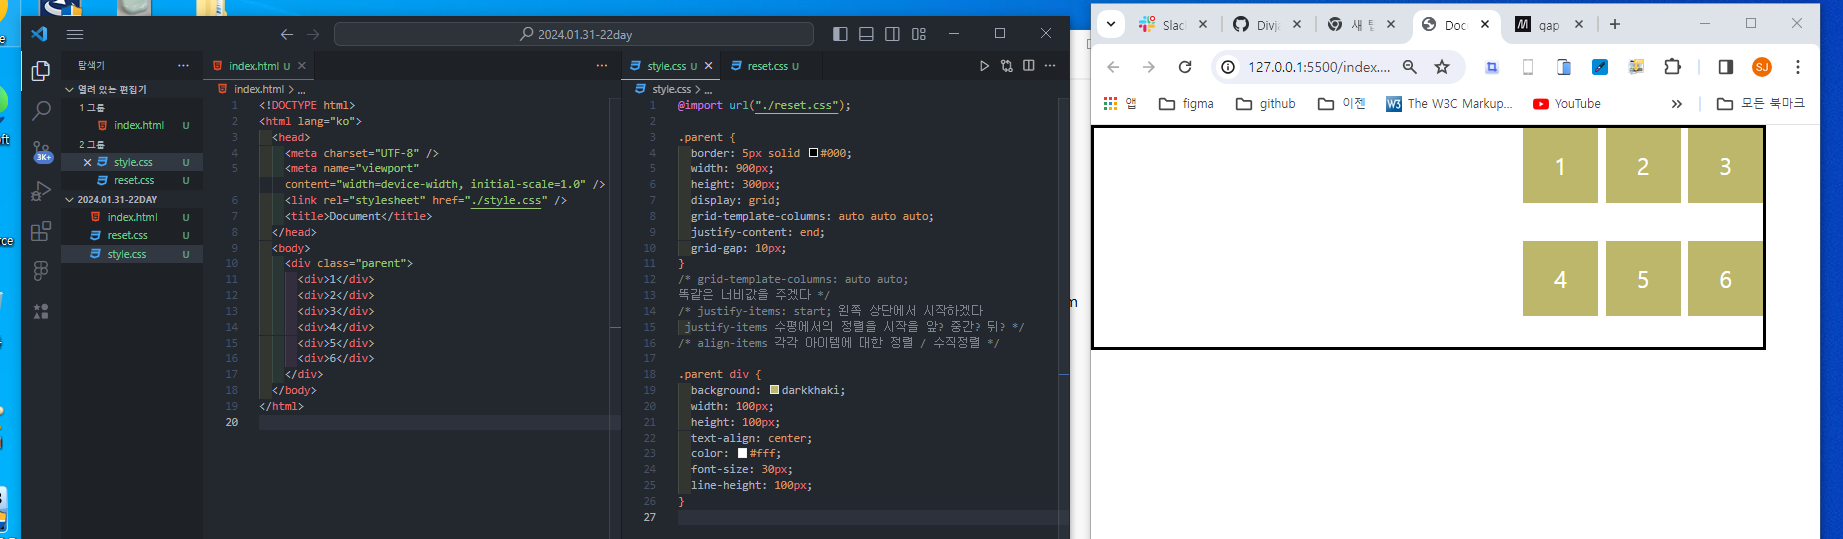 2024.01.31-22day
탐색기
열려 있는 편집기
1 그룹
index.html U
2 그룹
style.css U
reset.css U
2024.01.31-22DAY
index.html U
reset.css U
style.css U
3K+
index.html U
index.html > ...
1 <!DOCTYPE html>
2 <html lang="ko">
3 <head>
4 <meta charset="UTF-8" />
5 <meta name="viewport"
content="width=device-width, initial-scale=1.0" />
6 <link rel="stylesheet" href="./style.css" />
7 <title>Document</title>
8 </head>
9 <body>
10 <div class="parent">
11 <div>1</div>
12 <div>2</div>
13 <div>3</div>
14 <div>4</div>
15 <div>5</div>
16 <div>6</div>
17 </div>
18 </body>
19 </html>
20
style.css U
reset.css U
style.css > ...
1 @import url("./reset.css");
2
3 .parent {
4 border: 5px solid #000;
5 width: 900px;
6 height: 300px;
7 display: grid;
8 grid-template-columns: auto auto auto;
9 justify-content: end;
10 grid-gap: 10px;
11 }
12 /* grid-template-columns: auto auto;
13 똑같은 너비값을 주겠다 */
14 /* justify-items: start; 왼쪽 상단에서 시작하겠다
15 justify-items 수평에서의 정렬을 시작을 앞? 중간? 뒤? */
16 /* align-items 각각 아이템에 대한 정렬 / 수직정렬 */
17
18 .parent div {
19 background: darkkhaki;
20 width: 100px;
21 height: 100px;
22 text-align: center;
23 color: #fff;
24 font-size: 30px;
25 line-height: 100px;
26 }
27
Slac
Divj
새 탭
Doc
gap
127.0.0.1:5500/index....
SJ
앱
figma
github
이젠
W3
The W3C Markup...
YouTube
모든 북마크
1 2 3
4 5 6